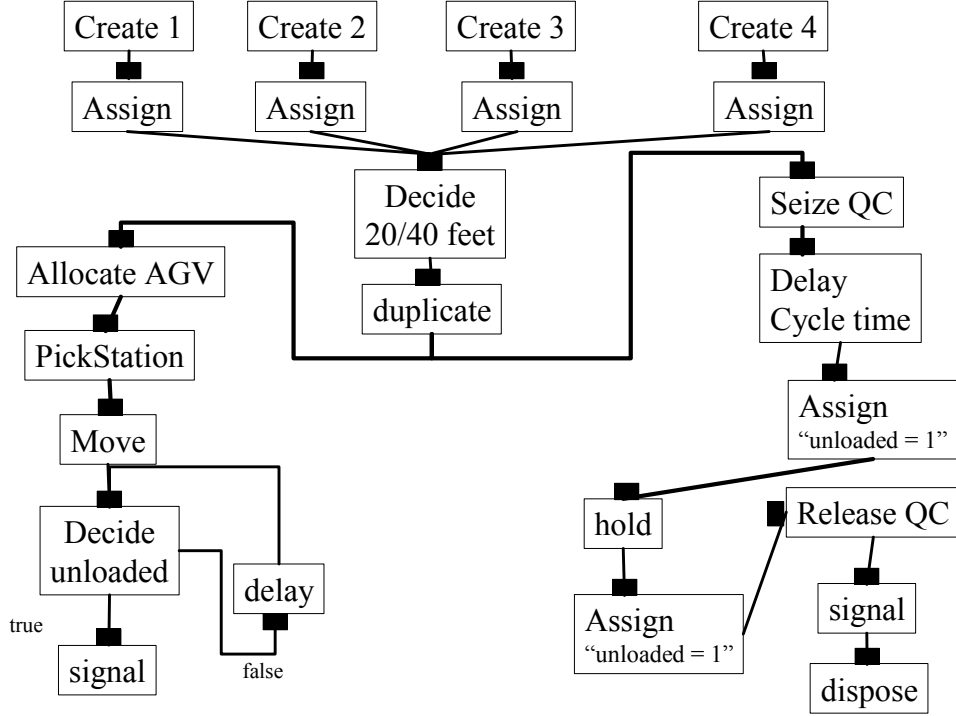 Create 1
Create 2
Create 3
Create 4
Assign
Assign
Assign
Assign
Decide
20/40 feet
Seize QC
Allocate AGV
duplicate
Delay
Cycle time
PickStation
Assign
“unloaded = 1”
Move
Decide
unloaded
hold
Release QC
delay
Assign
“unloaded = 1”
signal
true
signal
false
dispose